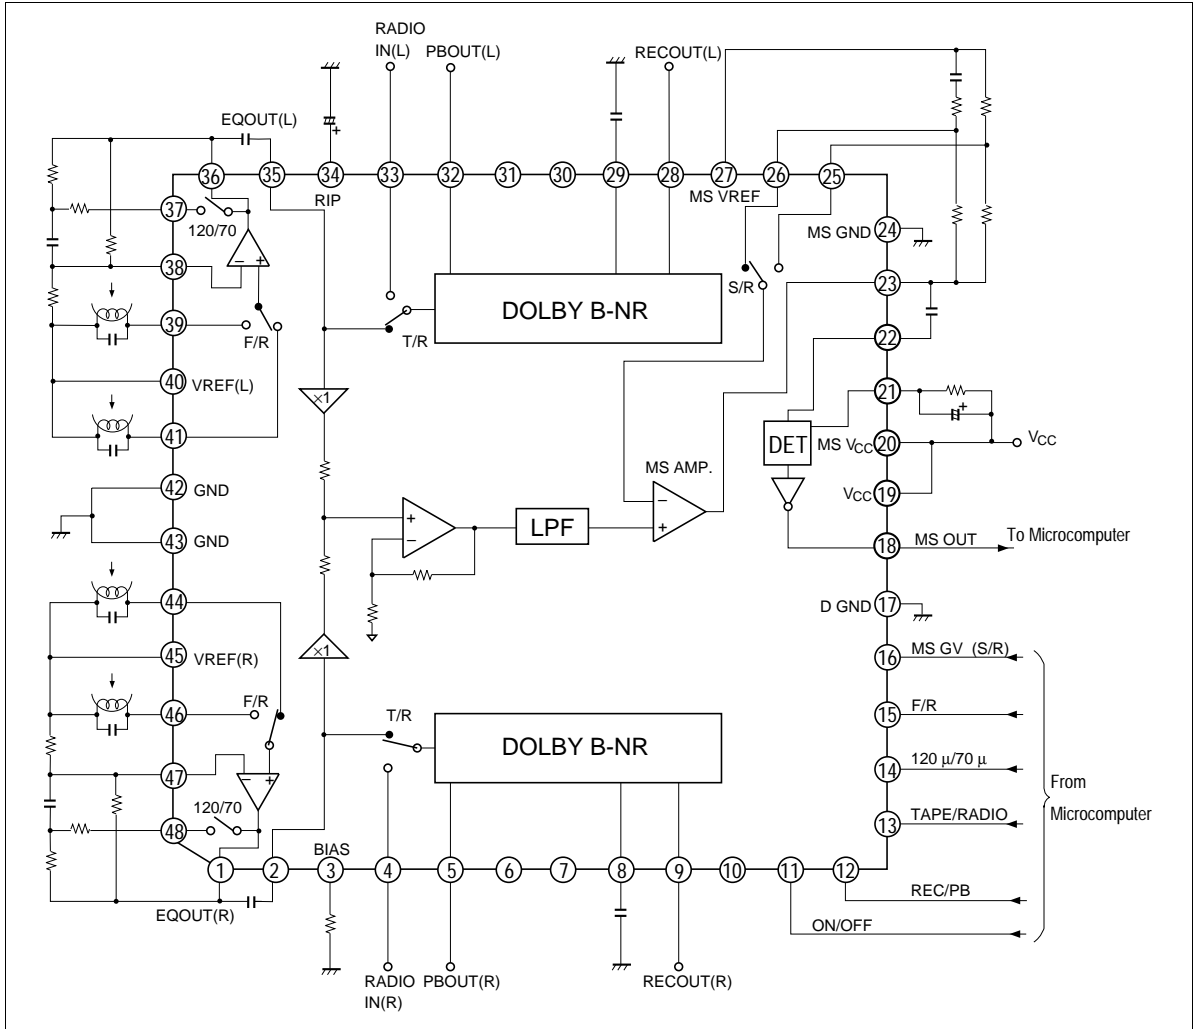 RADIO
IN(L)
PBOUT(L)
RECOUT(L)
EQOUT(L)
36
35
34
33
32
31
30
29
28
27
26
25
RIP
MS VREF
37
120/70
38
39
F/R
40
VREF(L)
41
42
GND
43
GND
44
45
VREF(R)
46
F/R
47
120/70
48
− +
T/R
DOLBY B-NR
S/R
×1
+
−
LPF
MS AMP.
−
+
×1
− +
T/R
DOLBY B-NR
MS GND
24
23
22
21
+
DET
MS VCC
20
VCC
VCC
19
18
MS OUT
To Microcomputer
D GND
17
16
MS GV (S/R)
15
F/R
14
120 μ/70 μ
13
TAPE/RADIO
From
Microcomputer
+
BIAS
1
2
3
4
5
6
7
8
9
10
11
12
EQOUT(R)
REC/PB
ON/OFF
RADIO
IN(R)
PBOUT(R)
RECOUT(R)